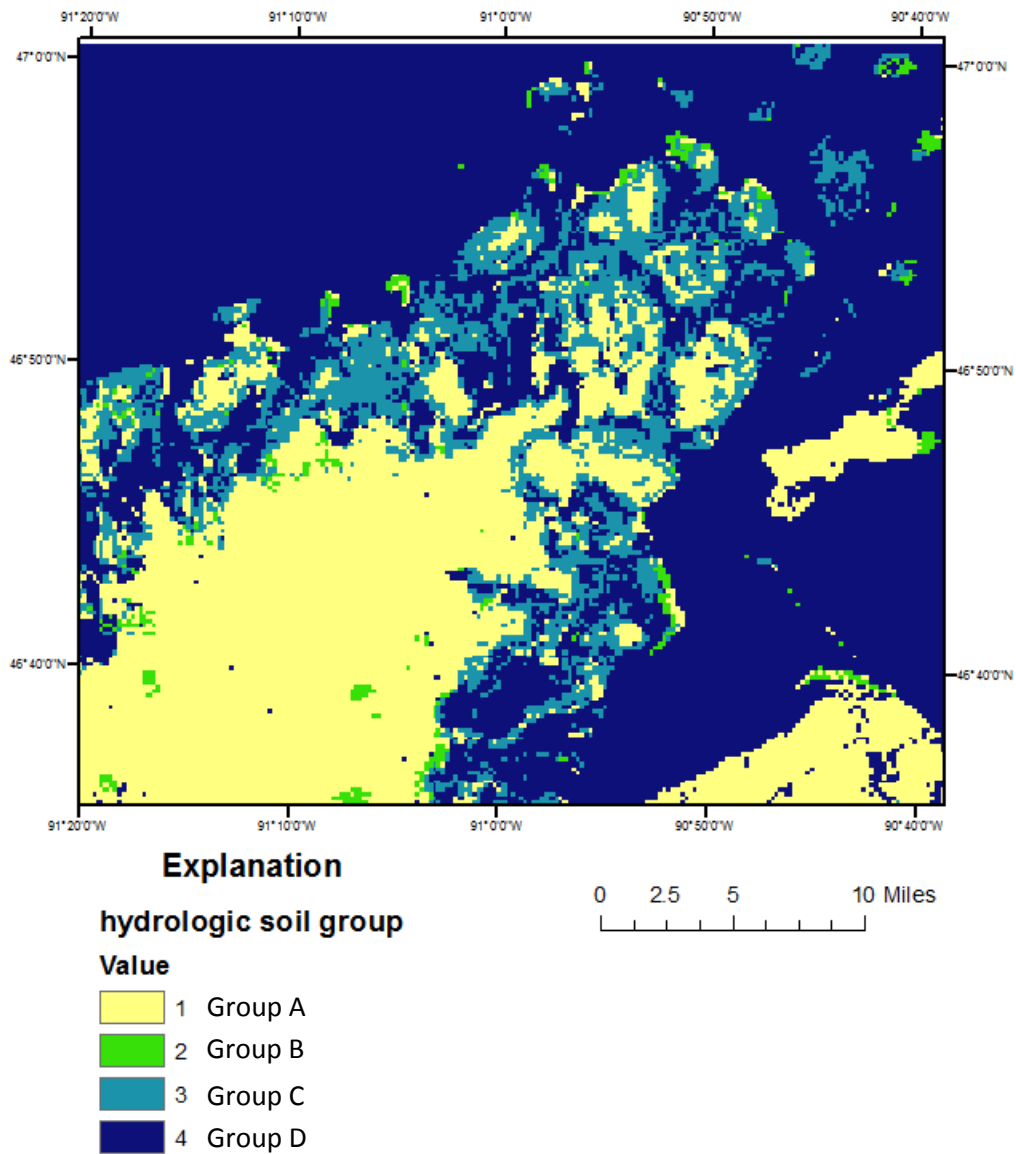 91°20'0"W 91°10'0"W 91°0'0"W 90°50'0"W 90°40'0"W
47°0'0"N 47°0'0"N
46°50'0"N 46°50'0"N
46°40'0"N 46°40'0"N
91°20'0"W 91°10'0"W 91°0'0"W 90°50'0"W 90°40'0"W
Explanation
0 2.5 5 10 Miles
hydrologic soil group
Value
1 Group A
2 Group B
3 Group C
4 Group D